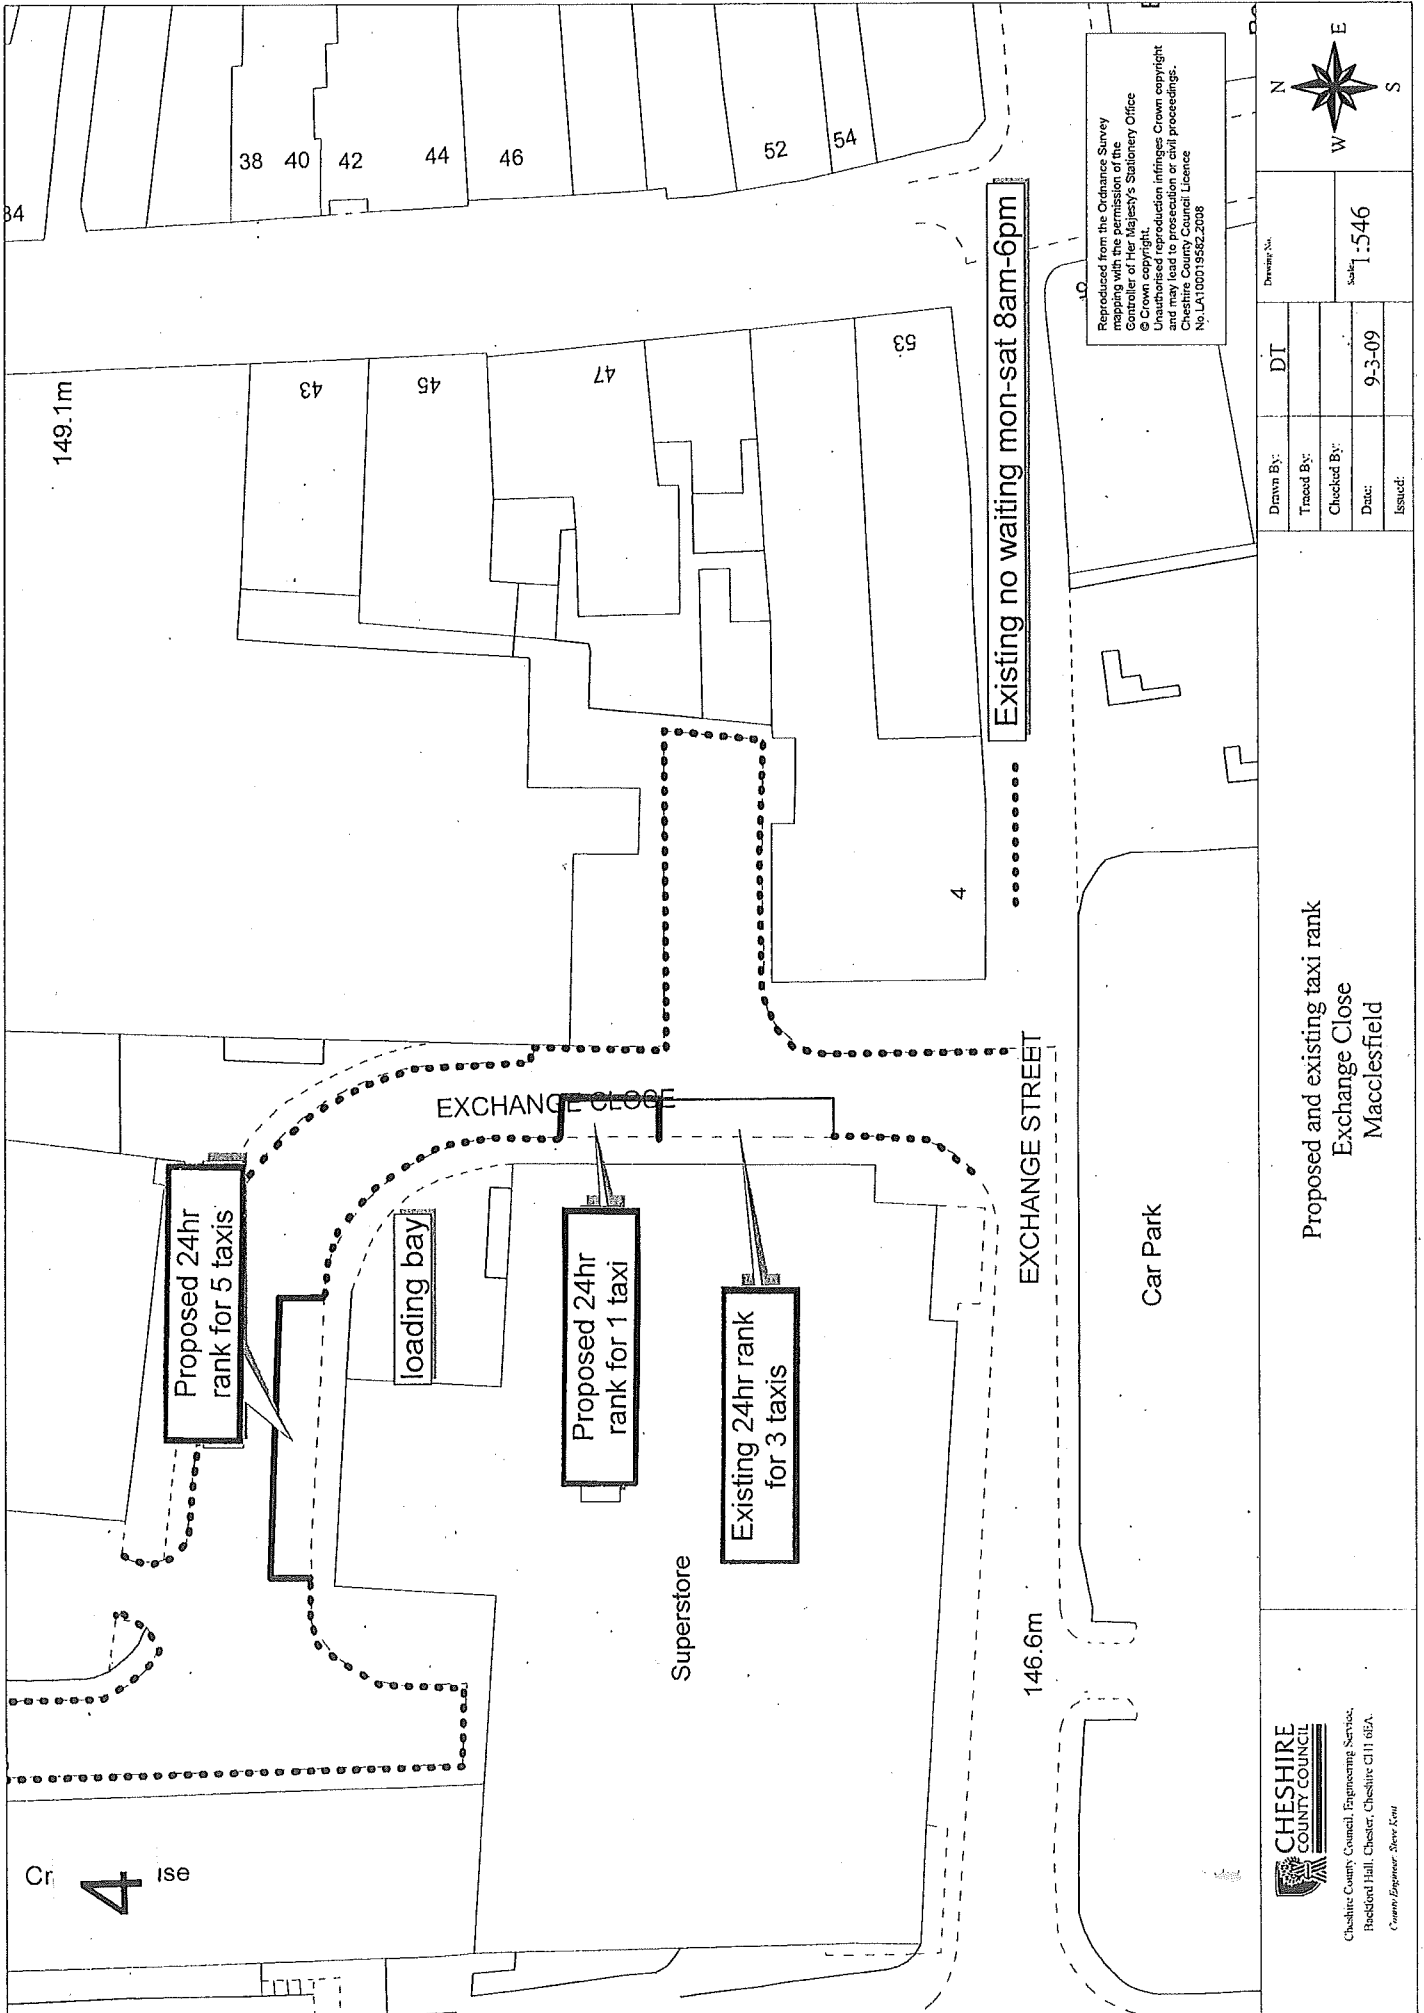 34
38
40
42
44
46
52
54
149.1m
43
45
47
53
4
Existing no waiting mon-sat 8am-6pm
EXCHANGE CLOSE
EXCHANGE STREET
Proposed 24hr
rank for 5 taxis
loading bay
Proposed 24hr
rank for 1 taxi
Existing 24hr rank
for 3 taxis
Superstore
Car Park
146.6m
Cr
4
ise
Reproduced from the Ordnance Survey
mapping with the permission of the
Controller of Her Majesty's Stationery Office
© Crown copyright.
Unauthorised reproduction infringes Crown copyright
and may lead to prosecution or civil proceedings.
Cheshire County Council Licence
No.LA100019582.2008
CHESHIRE
COUNTY COUNCIL
Cheshire County Council, Engineering Service,
Backford Hall, Chester, Cheshire CH1 6EA.
County Engineer: Steve Kent
Proposed and existing taxi rank
Exchange Close
Macclesfield
Drawn By: DT
Traced By:
Checked By:
Date: 9-3-09
Issued:
Drawing No.
Scale: 1:546
N
W E
S